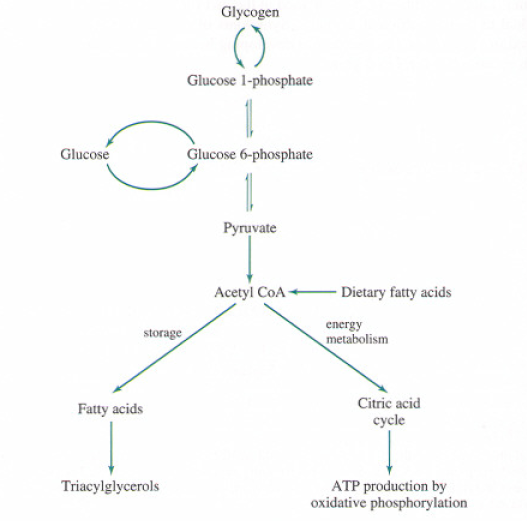 Glycogen
Glucose 1-phosphate
Glucose
Glucose 6-phosphate
Pyruvate
Acetyl CoA
Dietary fatty acids
storage
energy
metabolism
Fatty acids
Citric acid
cycle
Triacylglycerols
ATP production by
oxidative phosphorylation